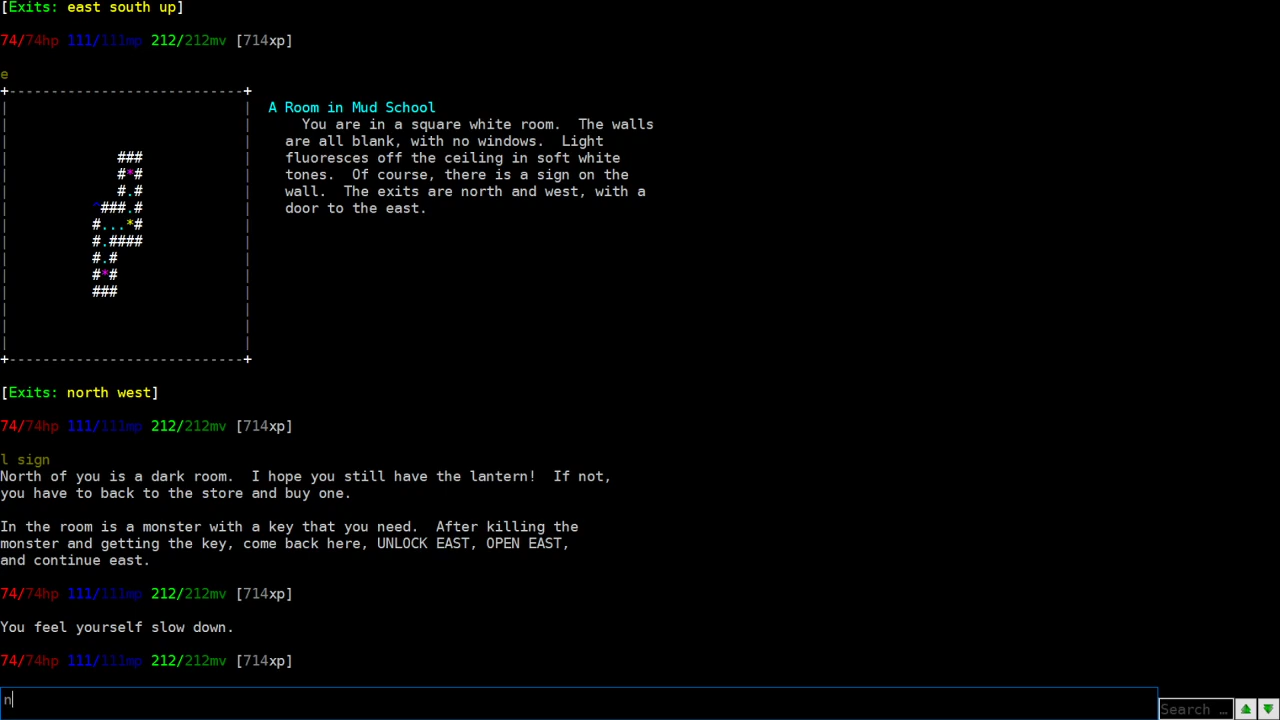 [Exits: east south up]
74/74hp 111/111mp 212/212mv [714xp]
e
+----------------------------+
A Room in Mud School
You are in a square white room.  The walls
are all blank, with no windows.  Light
###
fluoresces off the ceiling in soft white
#*#
tones.  Of course, there is a sign on the
#.#
wall.  The exits are north and west, with a
^###.#
door to the east.
#...*#
#.####
#.#
#*#
###
+----------------------------+
[Exits: north west]
74/74hp 111/111mp 212/212mv [714xp]
l sign
North of you is a dark room.  I hope you still have the lantern!  If not,
you have to back to the store and buy one.
In the room is a monster with a key that you need.  After killing the
monster and getting the key, come back here, UNLOCK EAST, OPEN EAST,
and continue east.
74/74hp 111/111mp 212/212mv [714xp]
You feel yourself slow down.
74/74hp 111/111mp 212/212mv [714xp]
n
Search ...